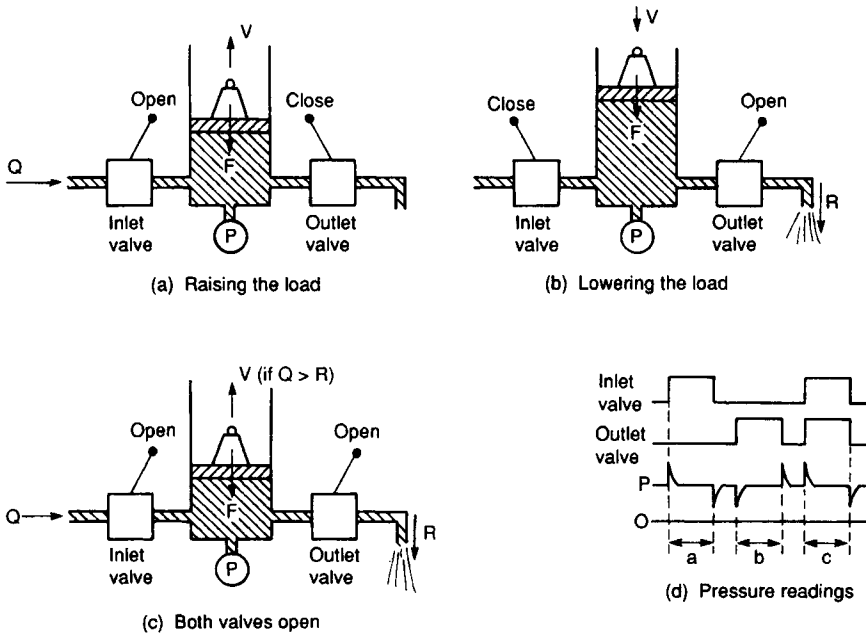 V
Open
Close
F
Q
Inlet
valve
Outlet
valve
P
(a) Raising the load
V
Close
Open
F
R
Inlet
valve
Outlet
valve
P
(b) Lowering the load
V (if Q > R)
Open
Open
F
Q
R
Inlet
valve
Outlet
valve
P
(c) Both valves open
Inlet
valve
Outlet
valve
P
O
a b c
(d) Pressure readings